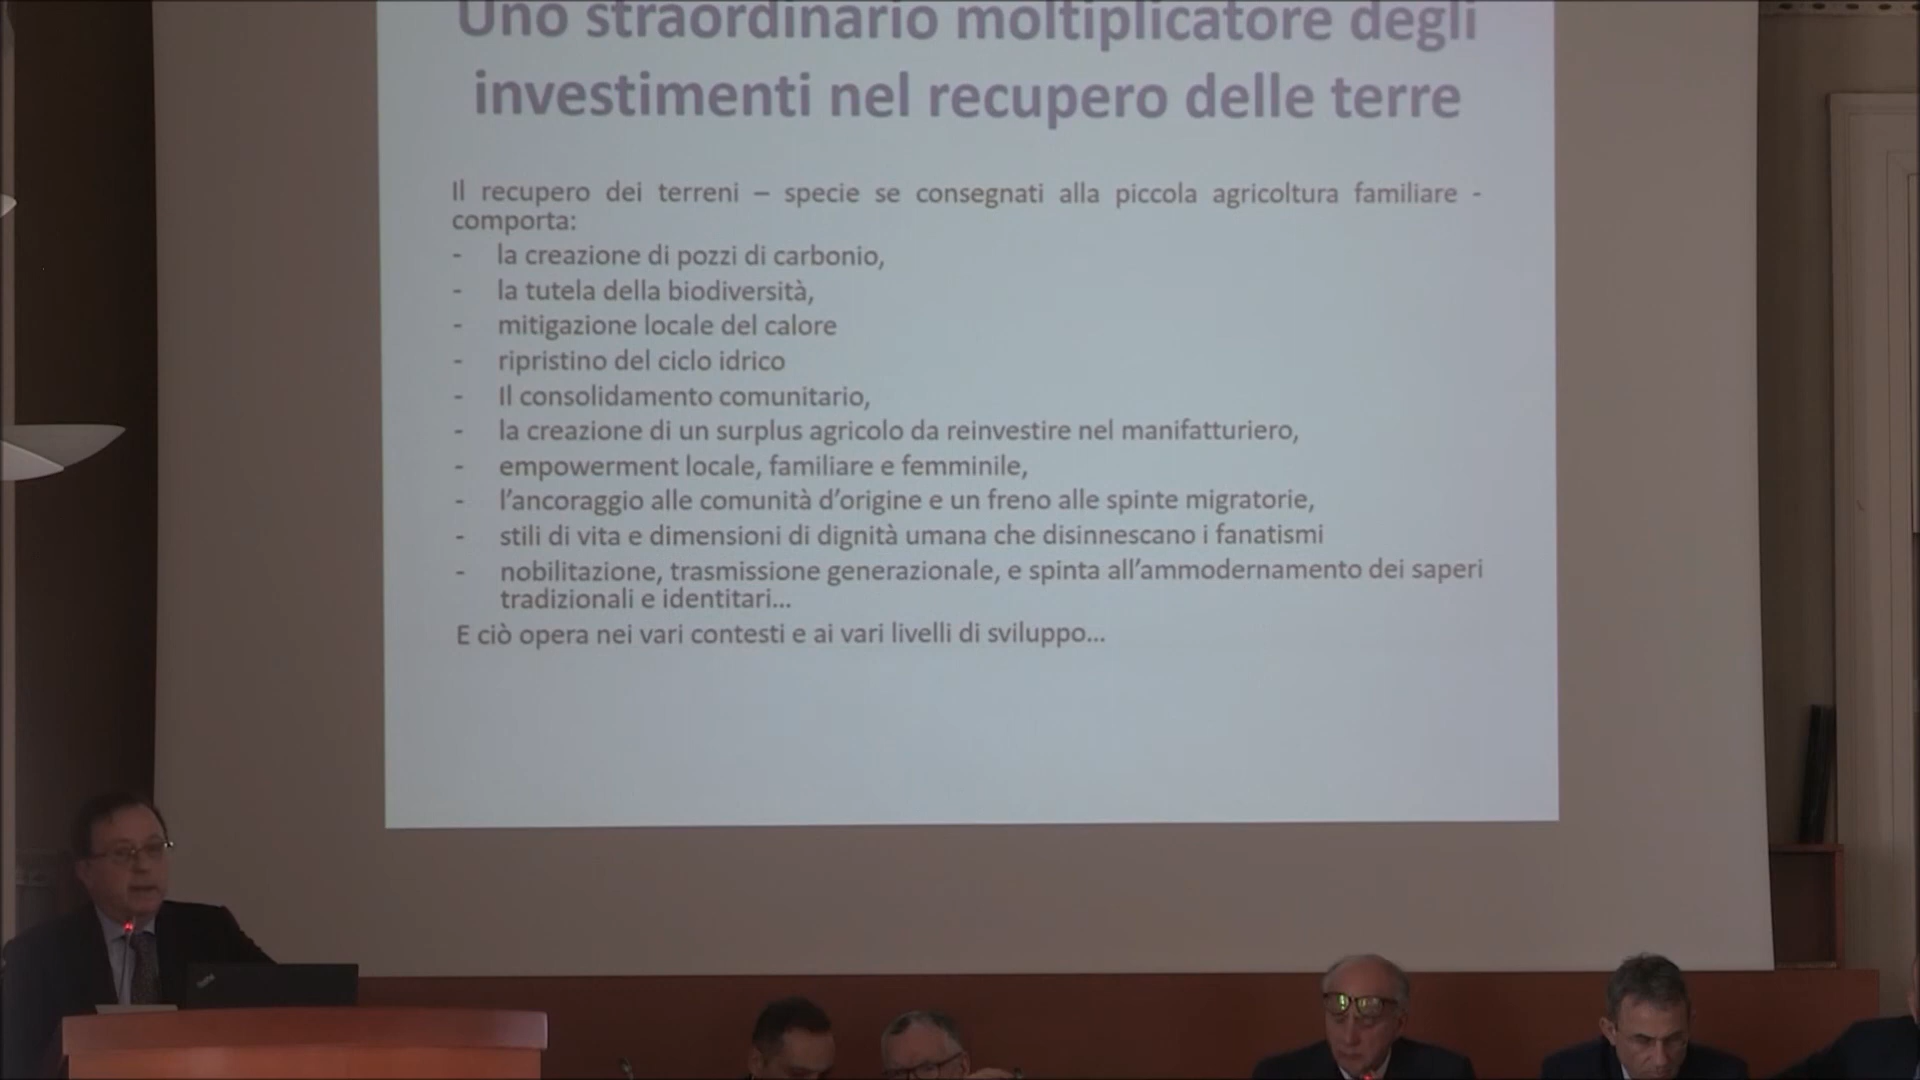 Uno straordinario moltiplicatore degli
investimenti nel recupero delle terre
Il recupero dei terreni – specie se consegnati alla piccola agricoltura familiare -
comporta:
- la creazione di pozzi di carbonio,
- la tutela della biodiversità,
- mitigazione locale del calore
- ripristino del ciclo idrico
- Il consolidamento comunitario,
- la creazione di un surplus agricolo da reinvestire nel manifatturiero,
- empowerment locale, familiare e femminile,
- l’ancoraggio alle comunità d’origine e un freno alle spinte migratorie,
- stili di vita e dimensioni di dignità umana che disinnescano i fanatismi
- nobilitazione, trasmissione generazionale, e spinta all’ammodernamento dei saperi
tradizionali e identitari...
E ciò opera nei vari contesti e ai vari livelli di sviluppo...